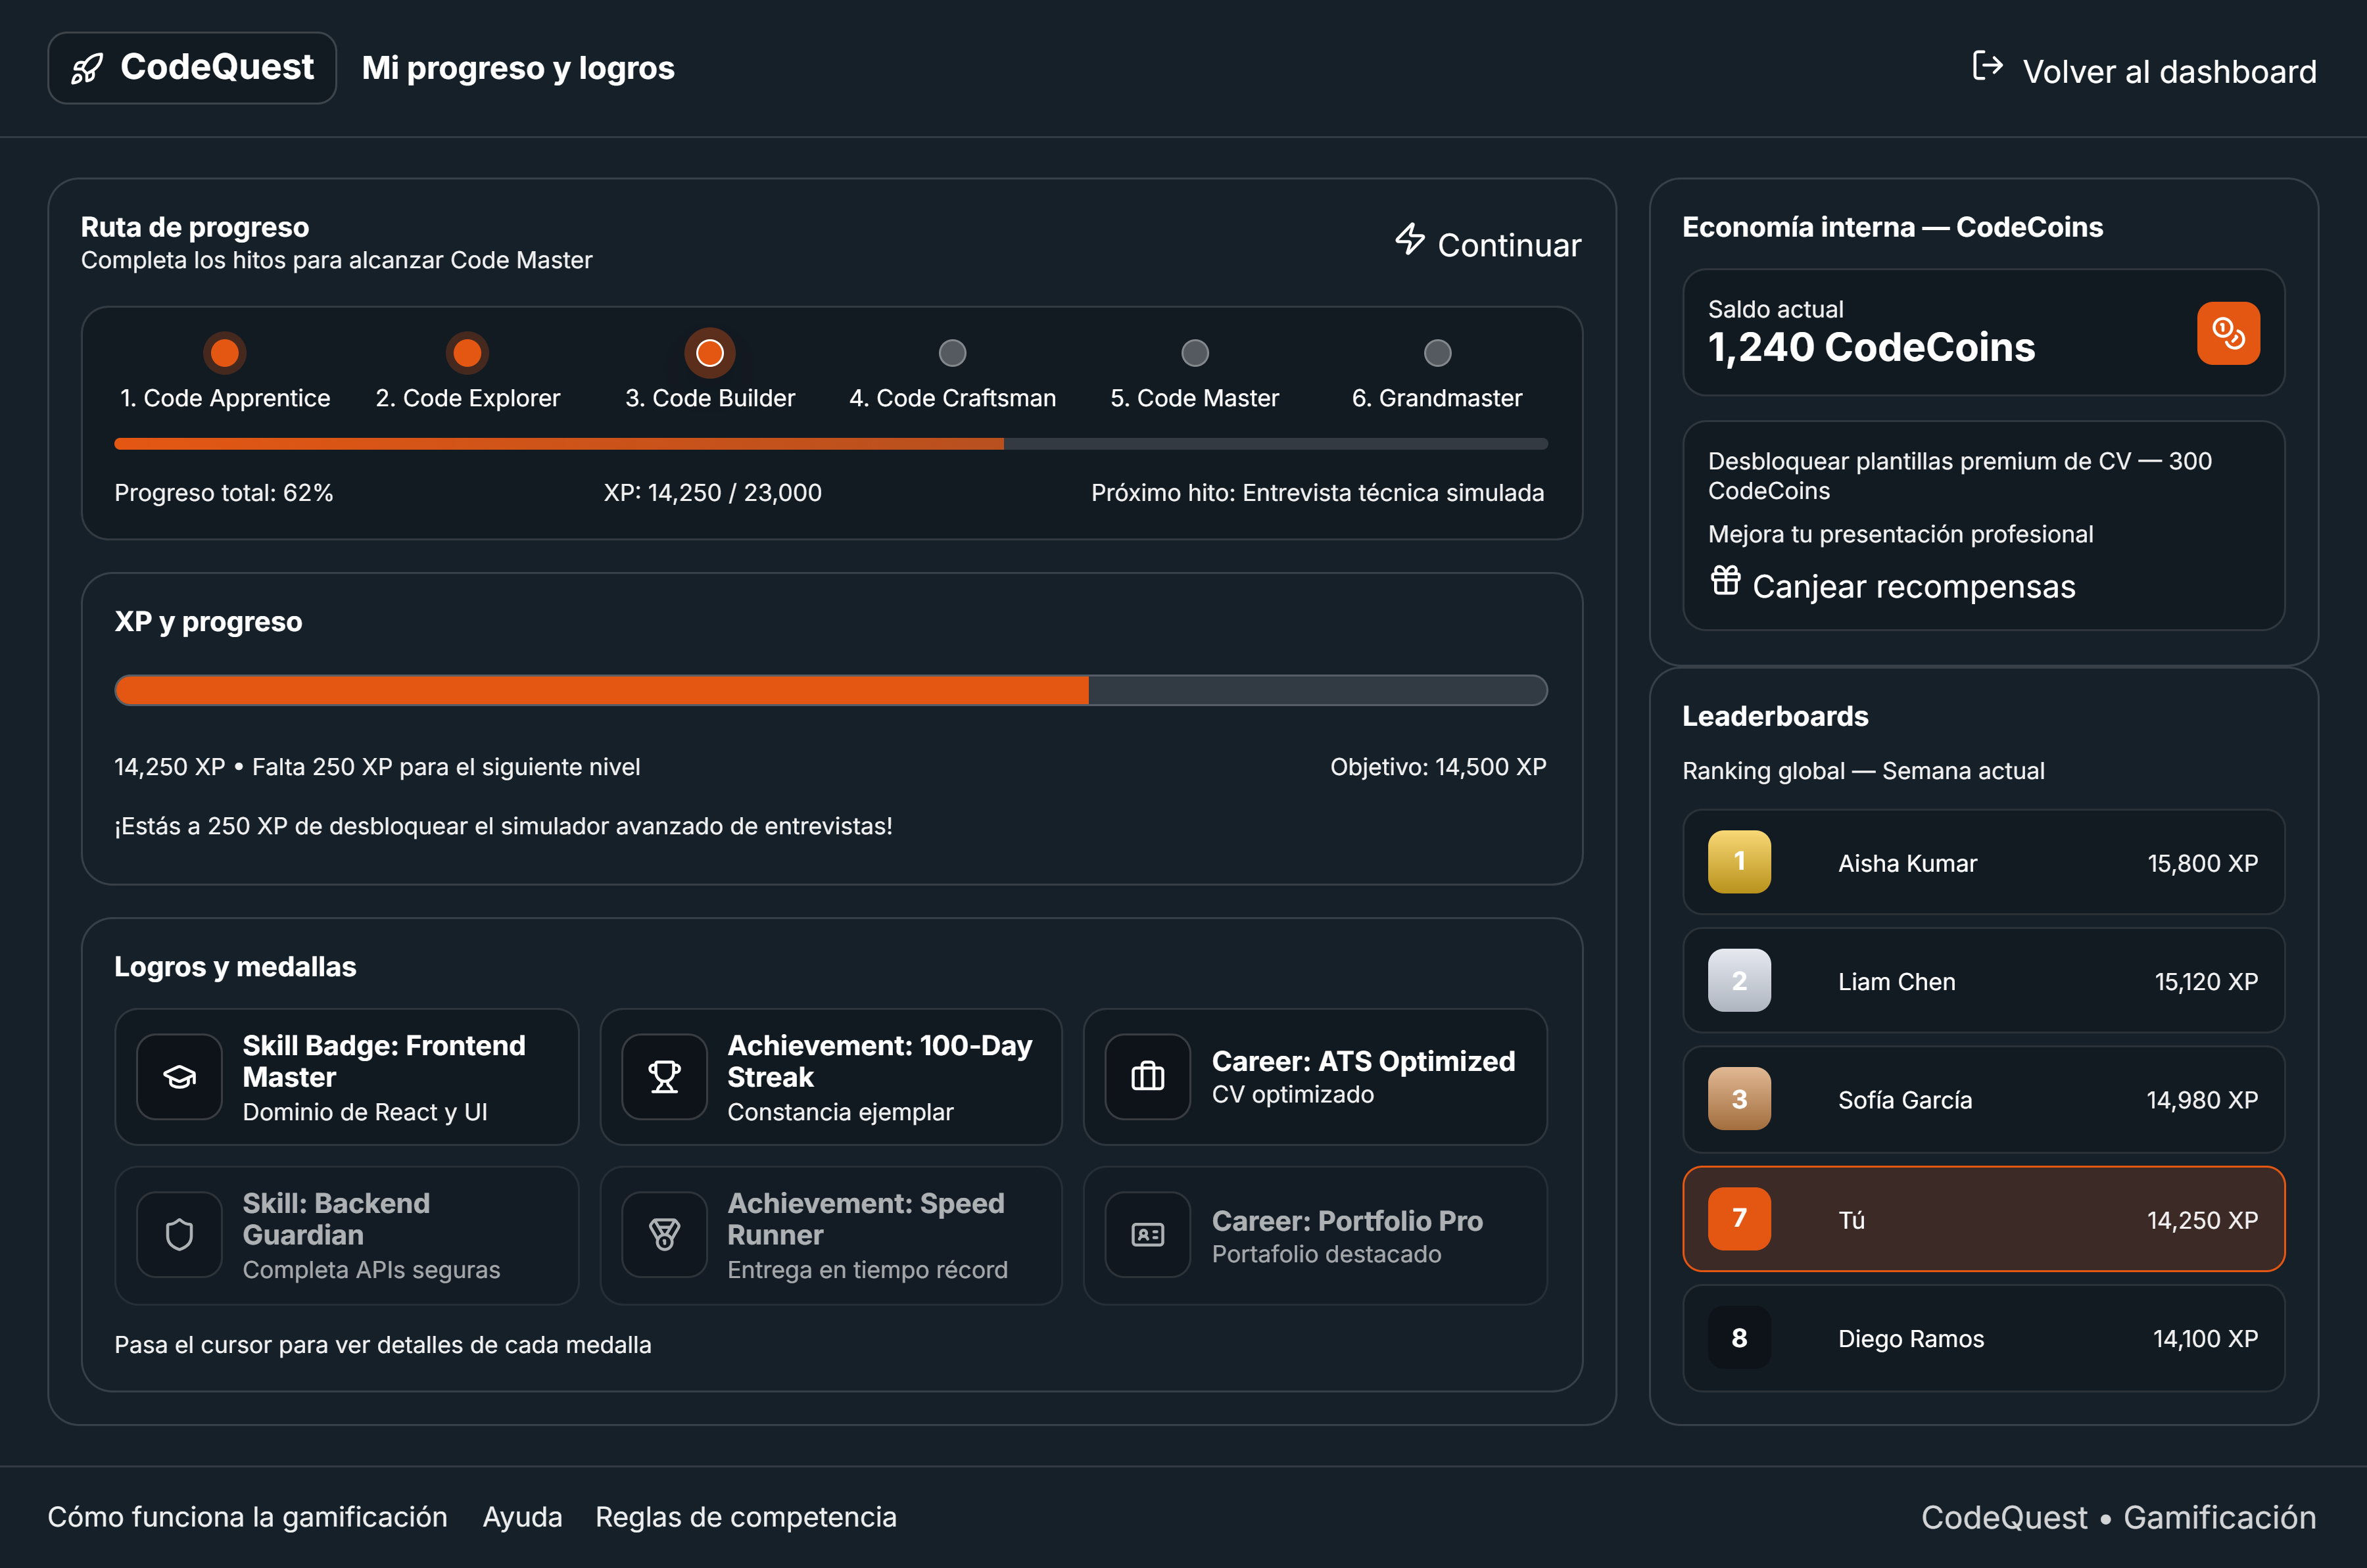 CodeQuest
Mi progreso y logros
Volver al dashboard
Ruta de progreso
Completa los hitos para alcanzar Code Master
Continuar
1. Code Apprentice
2. Code Explorer
3. Code Builder
4. Code Craftsman
5. Code Master
6. Grandmaster
Progreso total: 62%
XP: 14,250 / 23,000
Próximo hito: Entrevista técnica simulada
XP y progreso
14,250 XP • Falta 250 XP para el siguiente nivel
Objetivo: 14,500 XP
¡Estás a 250 XP de desbloquear el simulador avanzado de entrevistas!
Logros y medallas
Skill Badge: Frontend
Master
Dominio de React y UI
Achievement: 100-Day
Streak
Constancia ejemplar
Career: ATS Optimized
CV optimizado
Skill: Backend
Guardian
Completa APIs seguras
Achievement: Speed
Runner
Entrega en tiempo récord
Career: Portfolio Pro
Portafolio destacado
Pasa el cursor para ver detalles de cada medalla
Economía interna — CodeCoins
Saldo actual
1,240 CodeCoins
Desbloquear plantillas premium de CV — 300
CodeCoins
Mejora tu presentación profesional
Canjear recompensas
Leaderboards
Ranking global — Semana actual
1 Aisha Kumar 15,800 XP
2 Liam Chen 15,120 XP
3 Sofía García 14,980 XP
7 Tú 14,250 XP
8 Diego Ramos 14,100 XP
Cómo funciona la gamificación
Ayuda
Reglas de competencia
CodeQuest • Gamificación